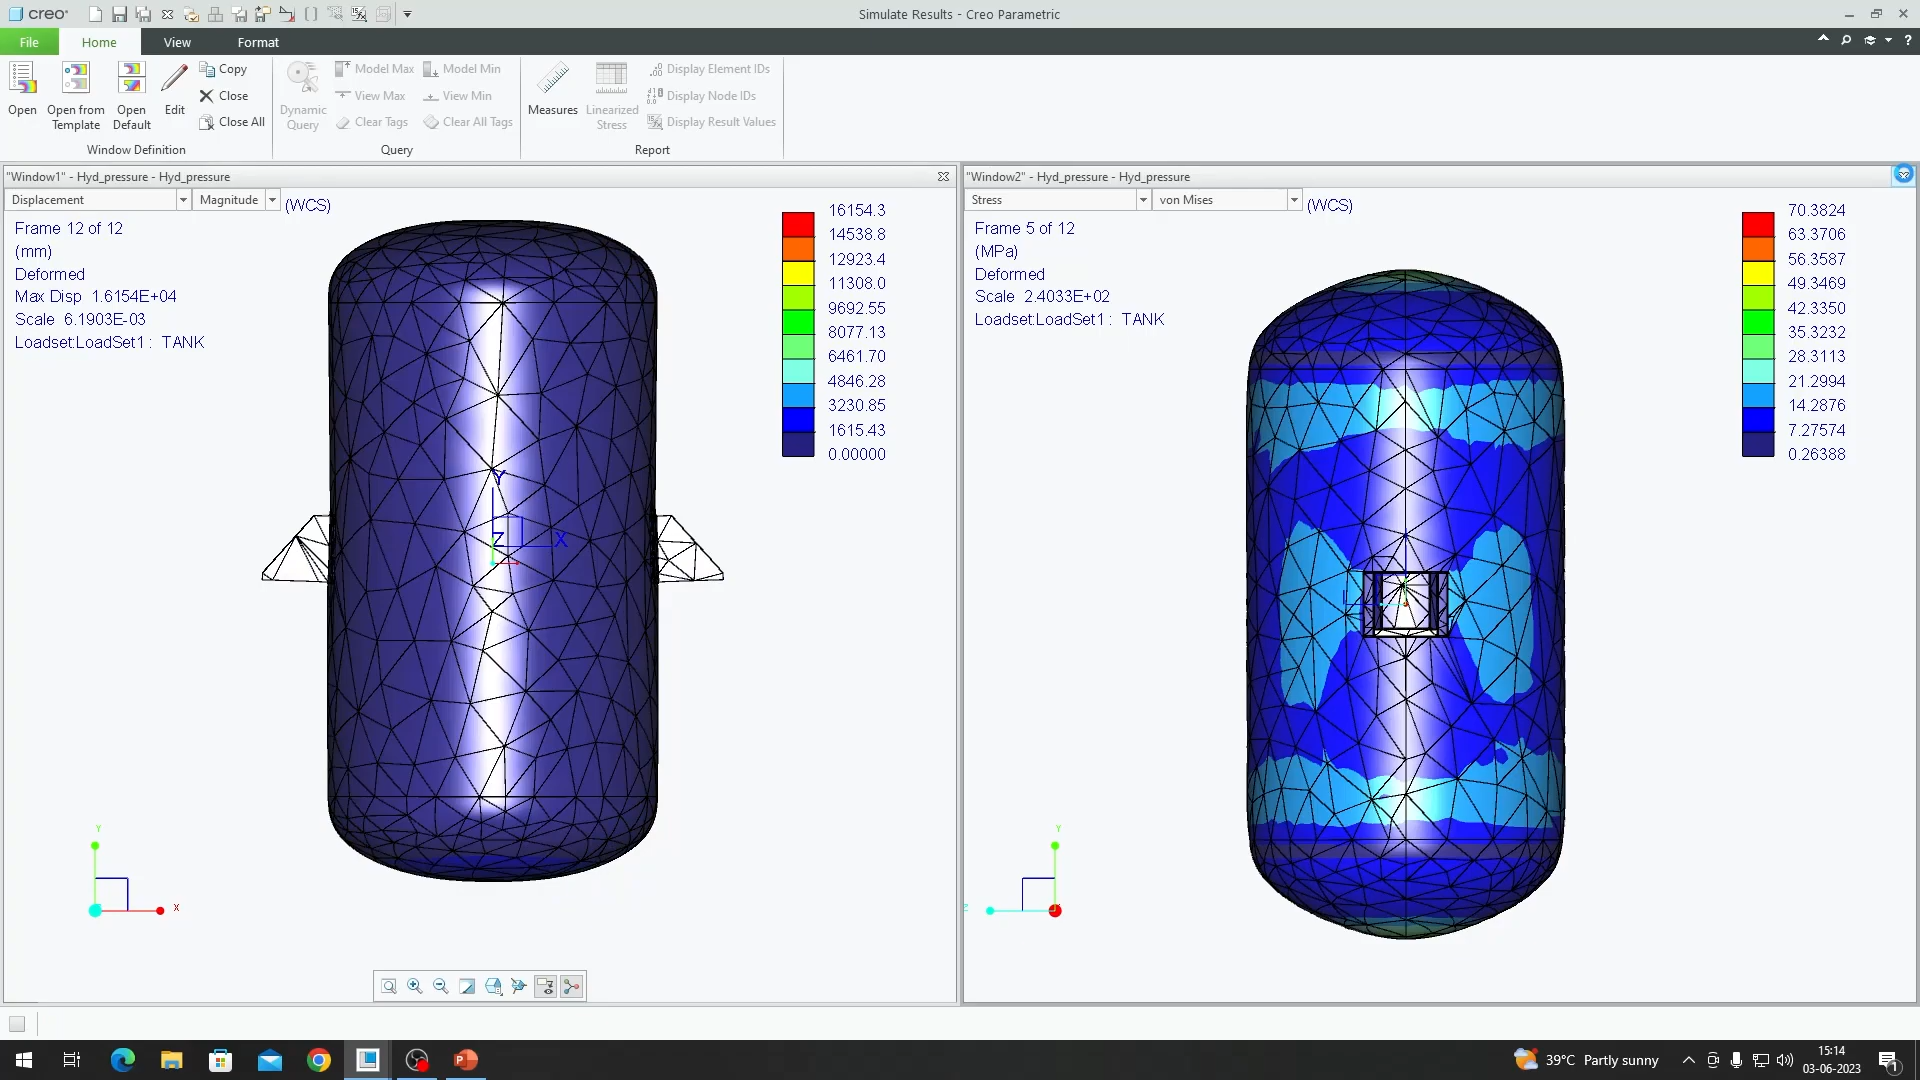 creo
Simulate Results - Creo Parametric
File
Home
View
Format
?
Open
Open from
Template
Open
Default
Edit
Copy
Close
Close All
Window Definition
Dynamic
Query
Model Max
Model Min
View Max
View Min
Clear Tags
Clear All Tags
Query
Measures
Linearized
Stress
Display Element IDs
Display Node IDs
Display Result Values
Report
"Window1" - Hyd_pressure - Hyd_pressure
Displacement
Magnitude
(WCS)
Frame 12 of 12
(mm)
Deformed
Max Disp 1.6154E+04
Scale 6.1903E-03
Loadset:LoadSet1 : TANK
16154.3
14538.8
12923.4
11308.0
9692.55
8077.13
6461.70
4846.28
3230.85
1615.43
0.00000
Y
Z
X
Y
X
"Window2" - Hyd_pressure - Hyd_pressure
Stress
von Mises
(WCS)
Frame 5 of 12
(MPa)
Deformed
Scale 2.4033E+02
Loadset:LoadSet1 : TANK
70.3824
63.3706
56.3587
49.3469
42.3350
35.3232
28.3113
21.2994
14.2876
7.27574
0.26388
Y
Z
39°C Partly sunny
15:14
03-06-2023
1